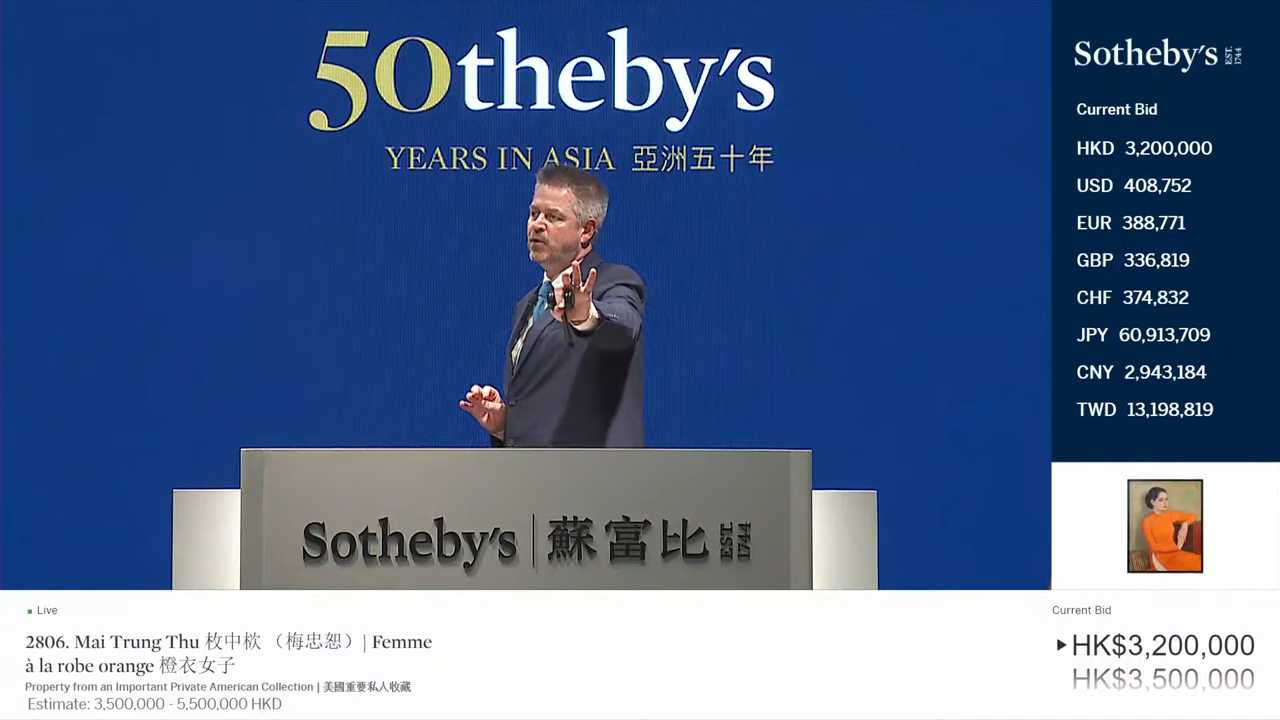 50theby's
YEARS IN ASIA 亞洲五十年
Sotheby's | 蘇富比 EST. 1744
Sotheby's EST. 1744
Current Bid
HKD 3,200,000
USD 408,752
EUR 388,771
GBP 336,819
CHF 374,832
JPY 60,913,709
CNY 2,943,184
TWD 13,198,819
Live
2806. Mai Trung Thu 枚中栨 （梅忠恕）| Femme
à la robe orange 橙衣女子
Property from an Important Private American Collection | 美國重要私人收藏
Estimate: 3,500,000 - 5,500,000 HKD
Current Bid
HK$3,200,000
HK$3,500,000